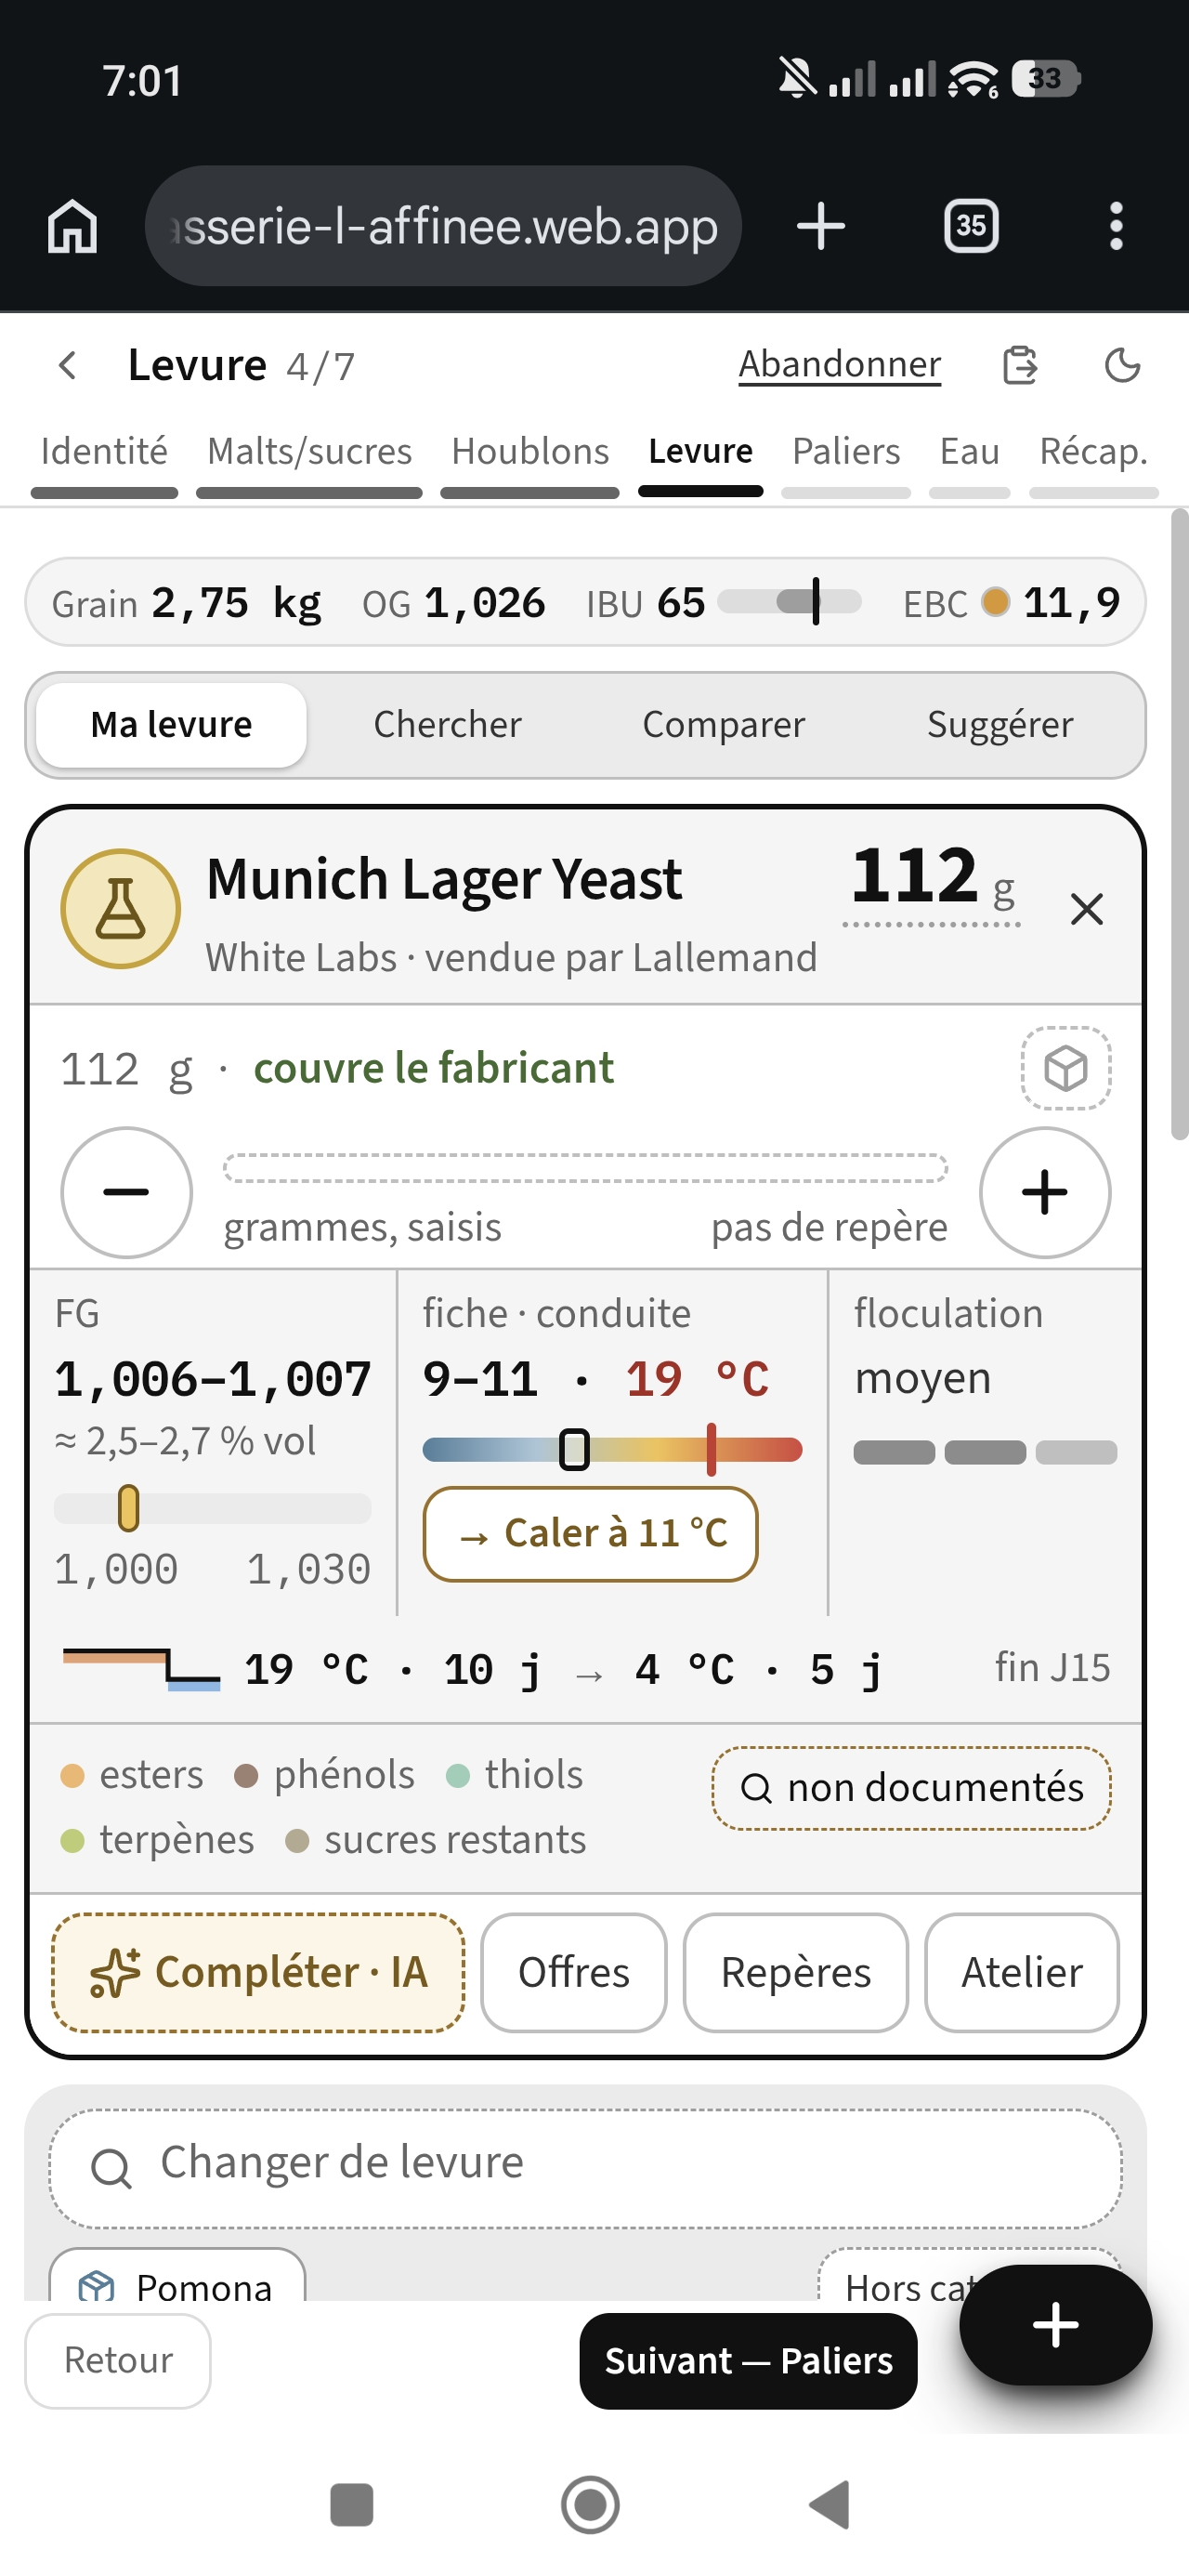 7:01
6
33
asserie-l-affinee.web.app
35
Levure 4/7
Abandonner
Identité Malts/sucres Houblons Levure Paliers Eau Récap.
Grain 2,75 kg OG 1,026 IBU 65 EBC 11,9
Ma levure Chercher Comparer Suggérer
Munich Lager Yeast
112 g
White Labs · vendue par Lallemand
112 g · couvre le fabricant
grammes, saisis pas de repère
FG
1,006–1,007
≈ 2,5–2,7 % vol
1,000 1,030
fiche · conduite
9–11 · 19 °C
→ Caler à 11 °C
floculation
moyen
19 °C · 10 j → 4 °C · 5 j fin J15
esters phénols thiols
terpènes sucres restants
non documentés
Compléter · IA Offres Repères Atelier
Changer de levure
Pomona Hors cat
Retour Suivant — Paliers